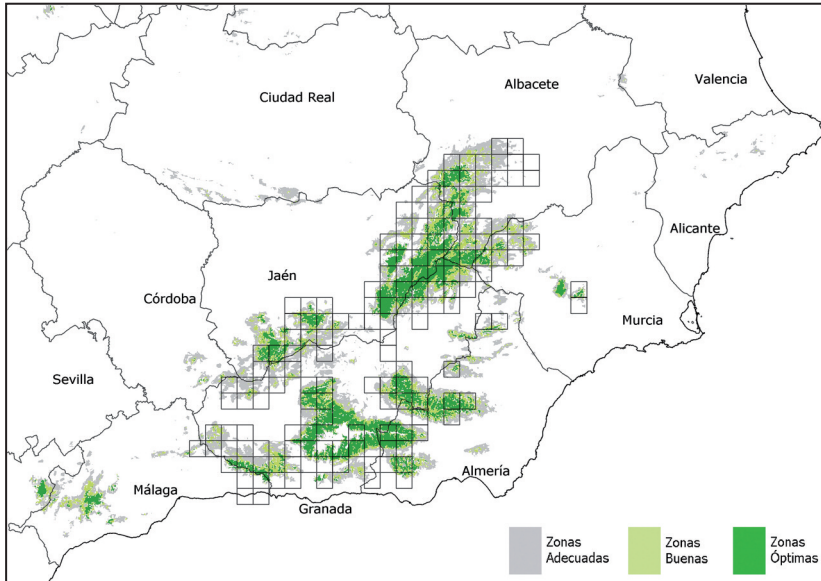 Albacete
Valencia
Ciudad Real
Alicante
Jaén
Córdoba
Murcia
Sevilla
Almería
Málaga
Granada
Zonas
Adecuadas
Zonas
Buenas
Zonas
Óptimas